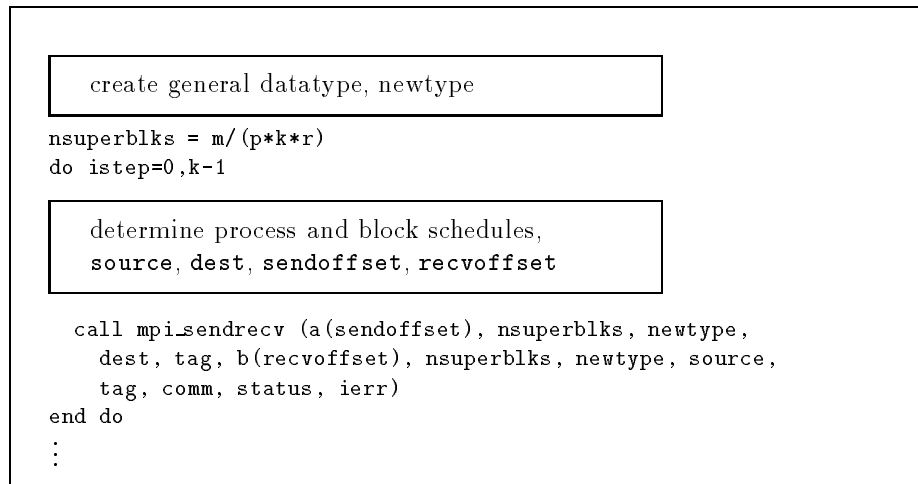 create general datatype, newtype
nsuperblks = m/(p*k*r)
do istep=0,k-1
determine process and block schedules,
source, dest, sendoffset, recvoffset
call mpi_sendrecv (a(sendoffset), nsuperblks, newtype,
dest, tag, b(recvoffset), nsuperblks, newtype, source,
tag, comm, status, ierr)
end do
⋮